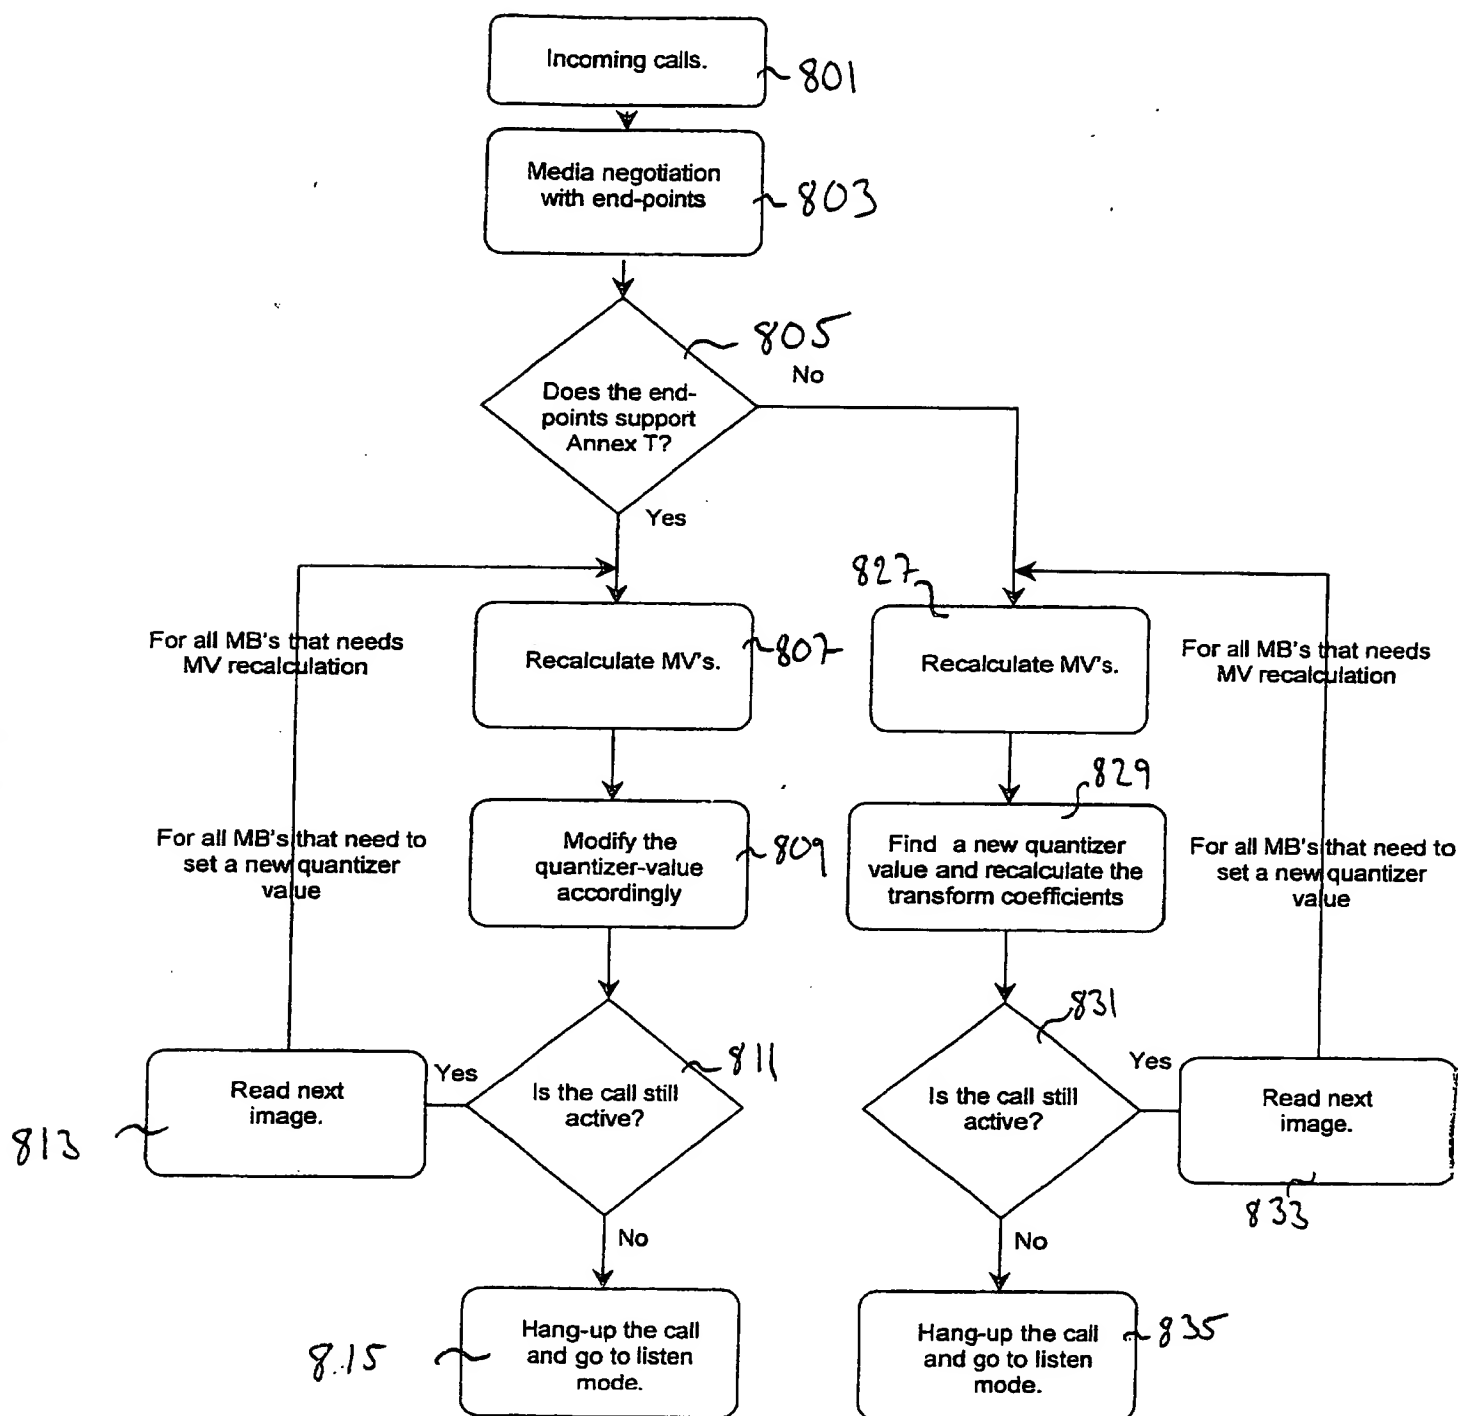 Incoming calls.
801
Media negotiation
with end-points
803
805
No
Does the end-
points support
Annex T?
Yes
827
For all MB's that needs
MV recalculation
Recalculate MV's.
807
Recalculate MV's.
For all MB's that needs
MV recalculation
829
For all MB's that need to
set a new quantizer
value
Modify the
quantizer-value
accordingly
809
Find a new quantizer
value and recalculate the
transform coefficients
For all MB's that need to
set a new quantizer
value
831
811
Yes
Yes
Read next
image.
813
Is the call still
active?
Is the call still
active?
Read next
image.
833
No
No
Hang-up the call
and go to listen
mode.
815
Hang-up the call
and go to listen
mode.
835